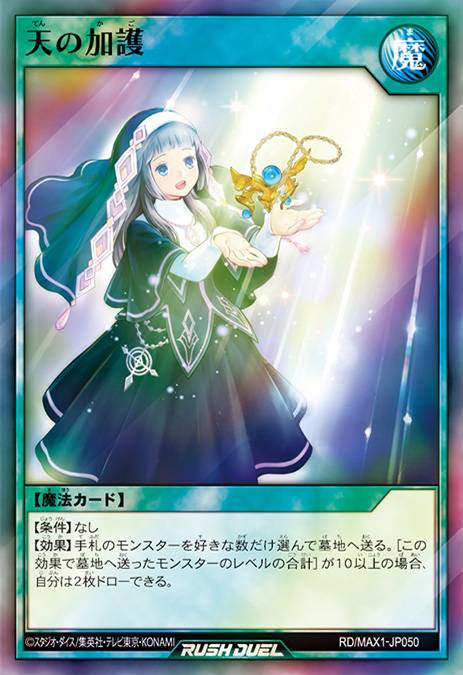 天の加護
魔
【魔法カード】
【条件】なし
【効果】手札のモンスターを好きな数だけ選んで墓地へ送る。[この
効果で墓地へ送ったモンスターのレベルの合計]が10以上の場合、
自分は2枚ドローできる。
©スタジオ・ダイス/集英社・テレビ東京・KONAMI
RUSH DUEL
RD/MAX1-JP050